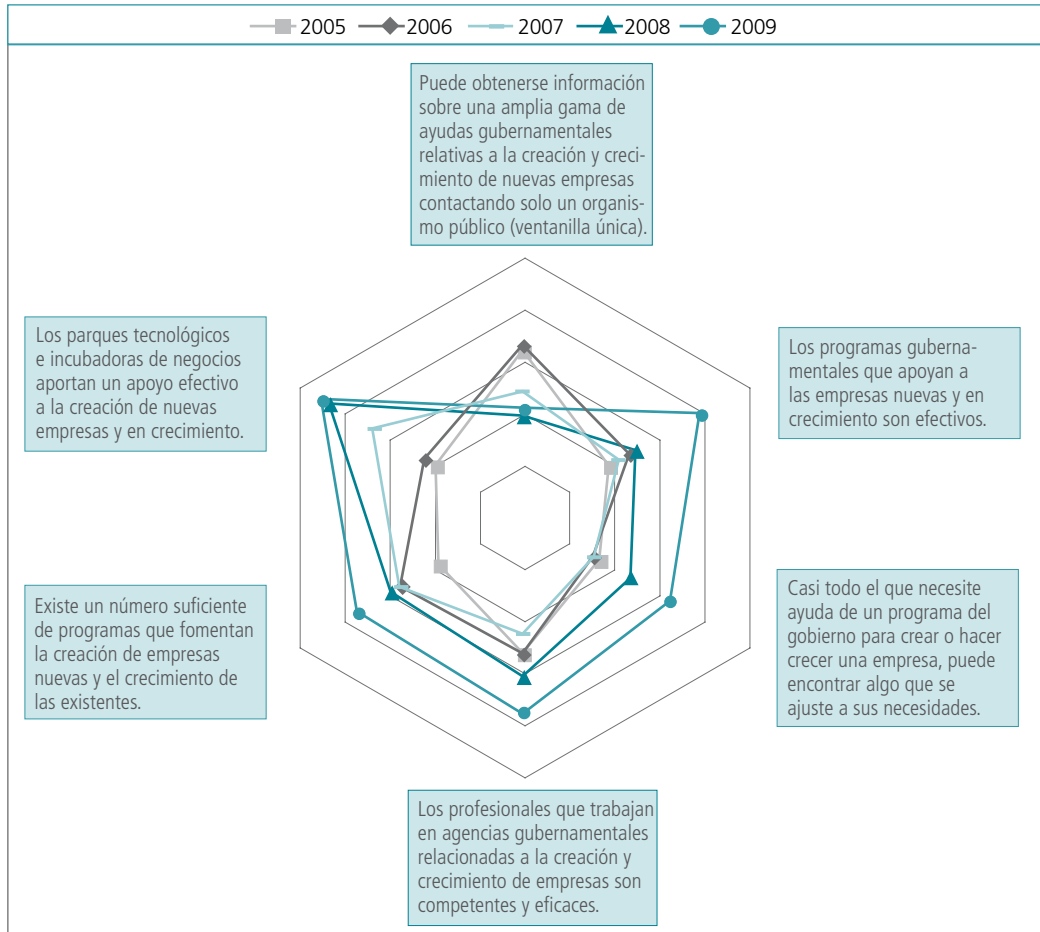 2005 2006 2007 2008 2009
Puede obtenerse información
sobre una amplia gama de
ayudas gubernamentales
relativas a la creación y creci-
miento de nuevas empresas
contactando solo un organis-
mo público (ventanilla única).
Los parques tecnológicos
e incubadoras de negocios
aportan un apoyo efectivo
a la creación de nuevas
empresas y en crecimiento.
Los programas guberna-
mentales que apoyan a
las empresas nuevas y en
crecimiento son efectivos.
Existe un número suficiente
de programas que fomentan
la creación de empresas
nuevas y el crecimiento de
las existentes.
Casi todo el que necesite
ayuda de un programa del
gobierno para crear o hacer
crecer una empresa, puede
encontrar algo que se
ajuste a sus necesidades.
Los profesionales que trabajan
en agencias gubernamentales
relacionadas a la creación y
crecimiento de empresas son
competentes y eficaces.